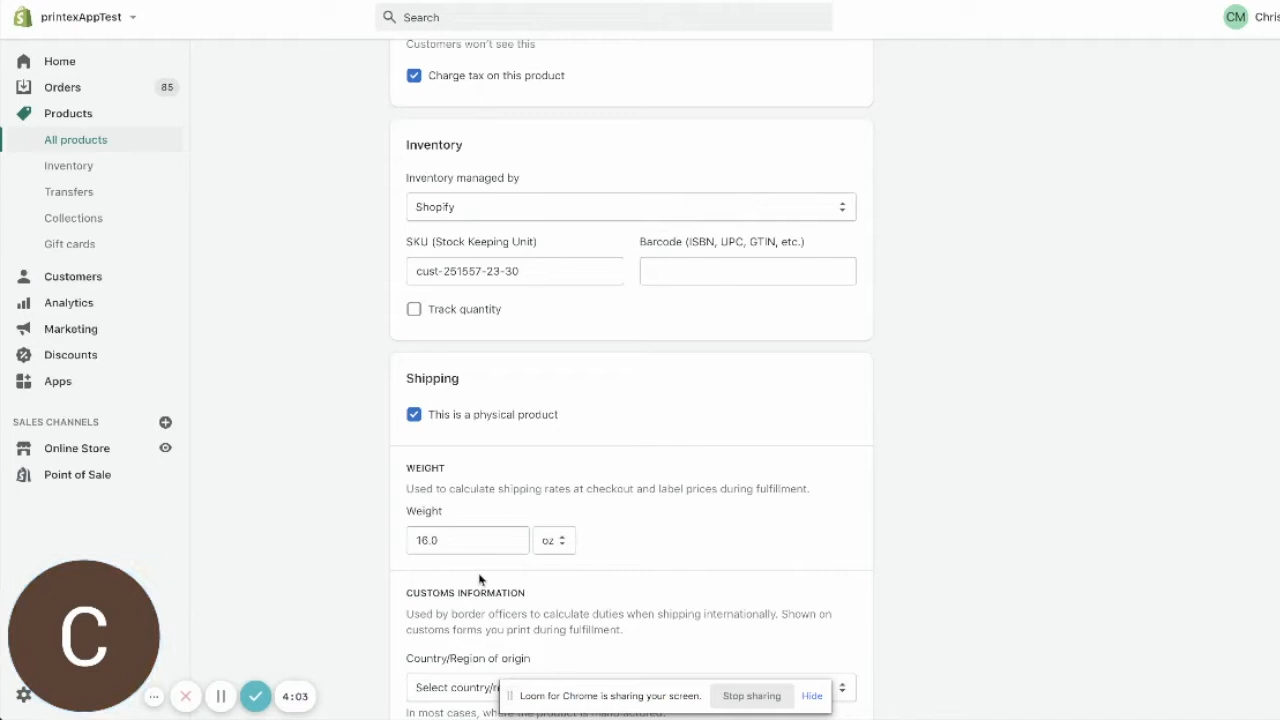 printexAppTest
Search
CM Chris
Home
Orders 85
Products
All products
Inventory
Transfers
Collections
Gift cards
Customers
Analytics
Marketing
Discounts
Apps
SALES CHANNELS
Online Store
Point of Sale
Customers won't see this
Charge tax on this product
Inventory
Inventory managed by
Shopify
SKU (Stock Keeping Unit) Barcode (ISBN, UPC, GTIN, etc.)
cust-251557-23-30
Track quantity
Shipping
This is a physical product
WEIGHT
Used to calculate shipping rates at checkout and label prices during fulfillment.
Weight
16.0 oz
CUSTOMS INFORMATION
Used by border officers to calculate duties when shipping internationally. Shown on
customs forms you print during fulfillment.
Country/Region of origin
Select country/r
In most cases, where the product is manufactured.
C
4:03
Loom for Chrome is sharing your screen. Stop sharing Hide